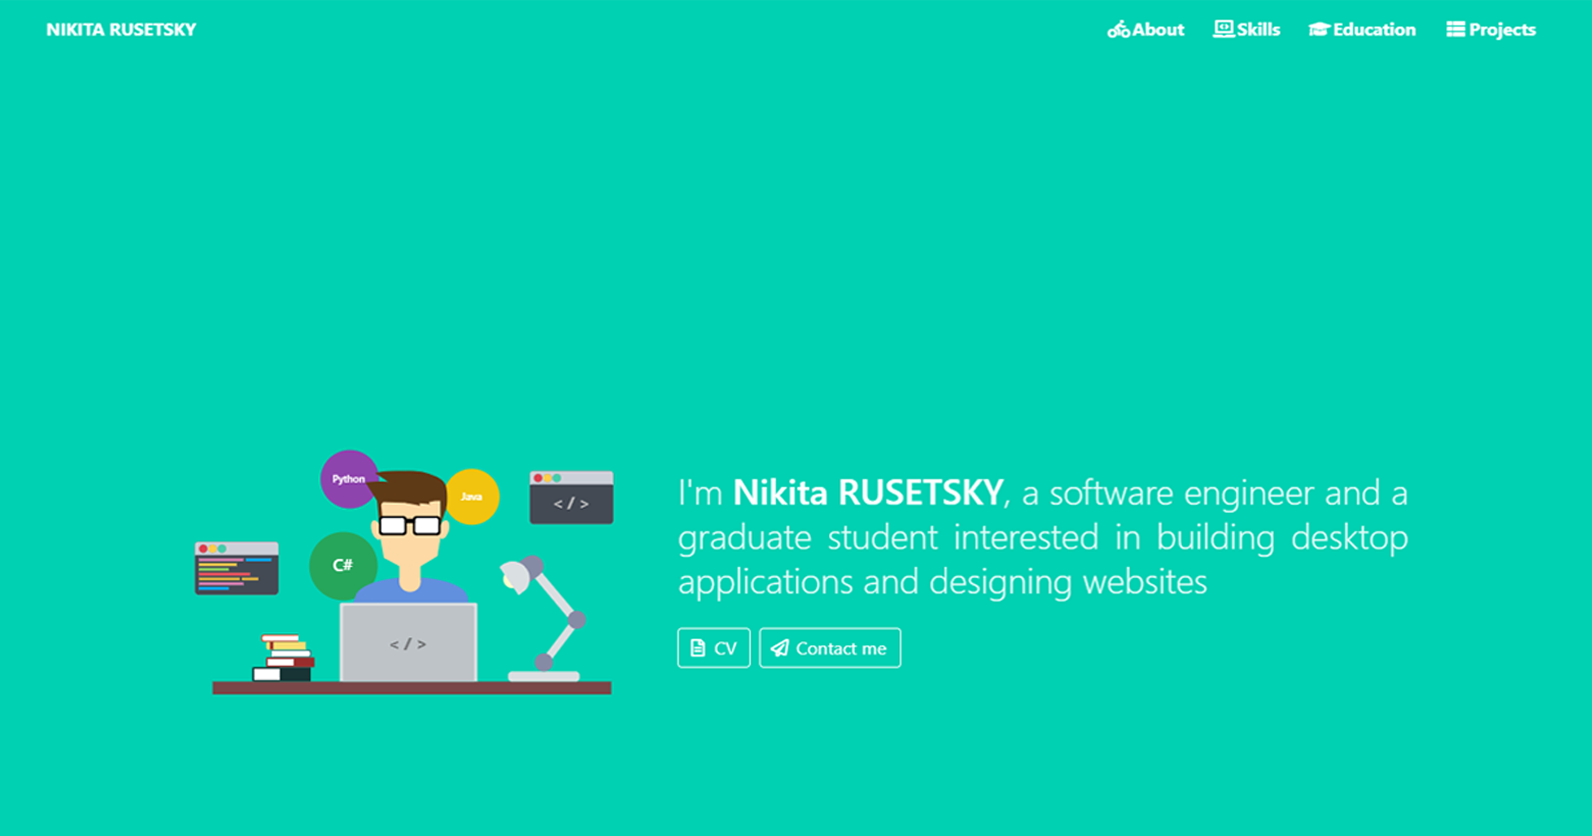 NIKITA RUSETSKY
About
Skills
Education
Projects
Python
Java
</>
C#
</>
I'm Nikita RUSETSKY, a software engineer and a
graduate student interested in building desktop
applications and designing websites
CV
Contact me